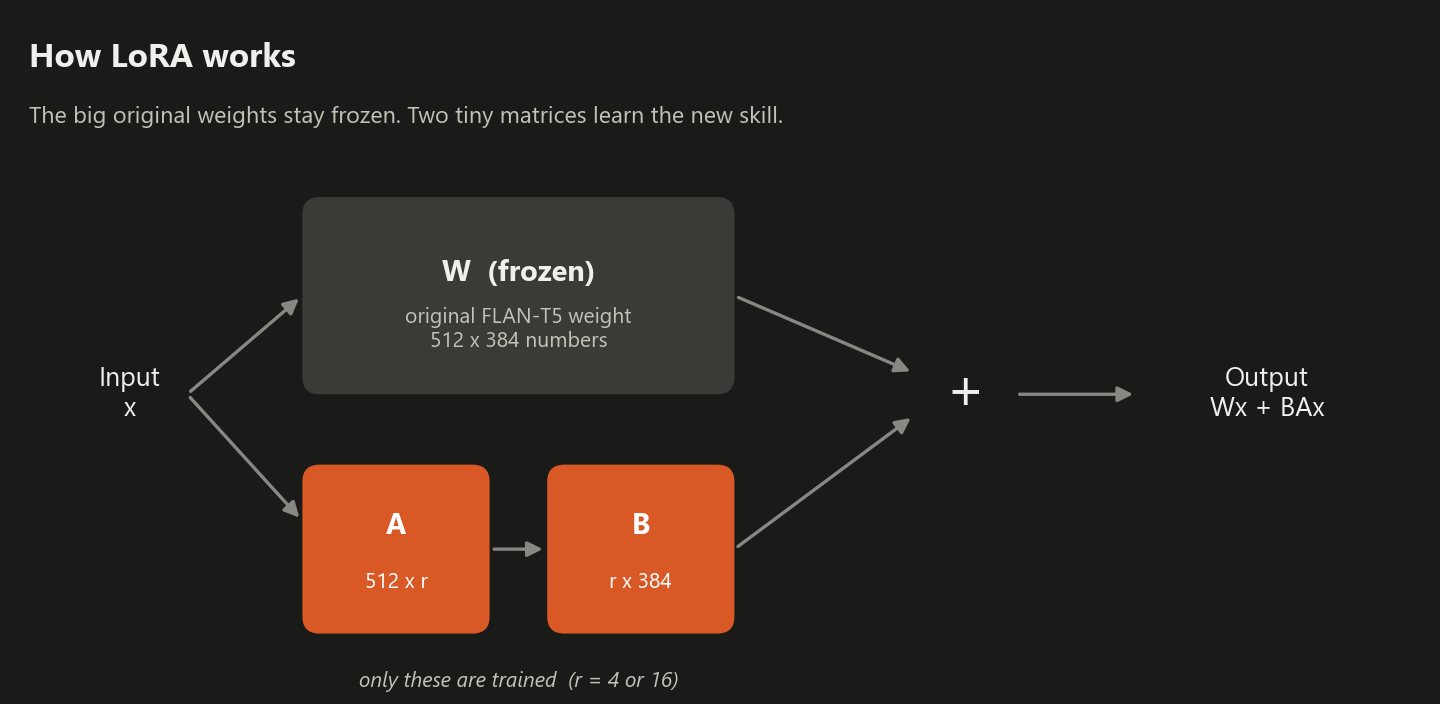 How LoRA works
The big original weights stay frozen. Two tiny matrices learn the new skill.
W (frozen)
original FLAN-T5 weight
512 x 384 numbers
Input
x
+
Output
Wx + BAx
A
512 x r
B
r x 384
only these are trained (r = 4 or 16)